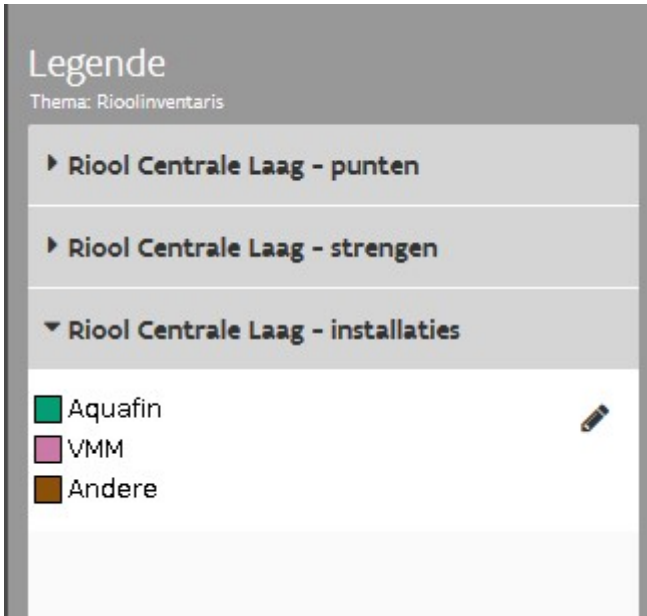 Legende
Thema: Rioolinventaris
Riool Centrale Laag - punten
Riool Centrale Laag - strengen
Riool Centrale Laag - installaties
Aquafin
VMM
Andere